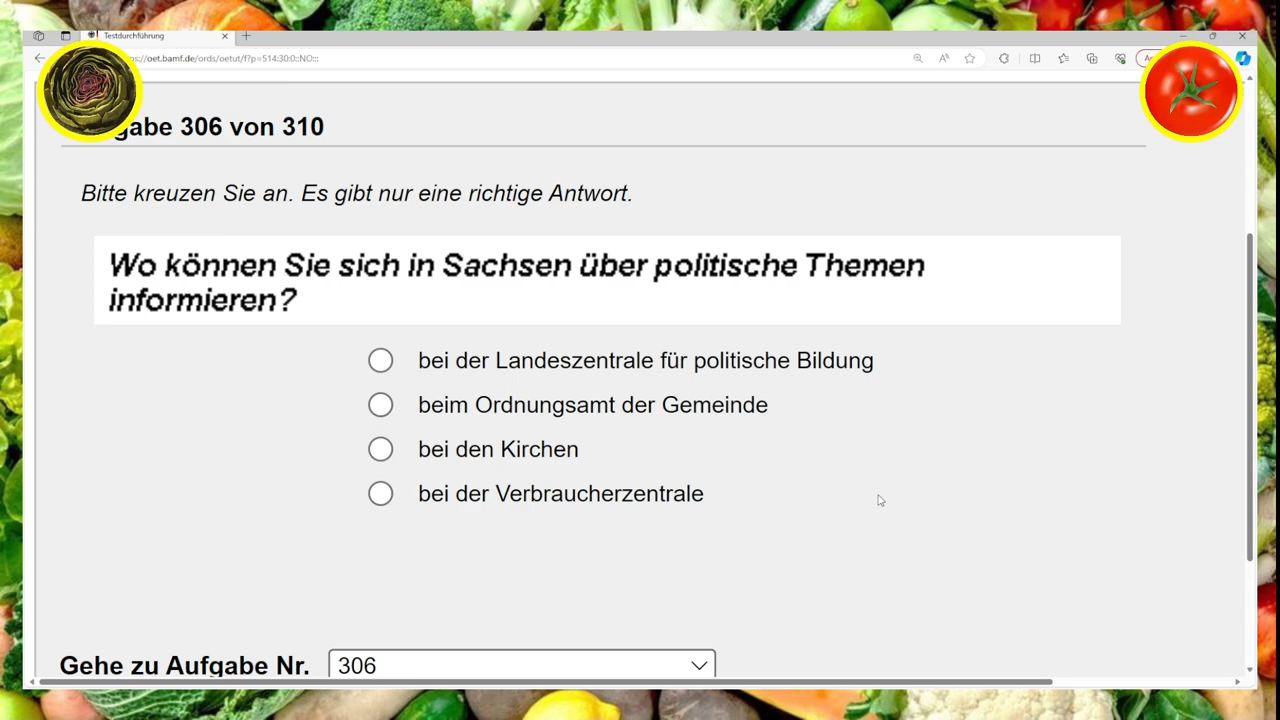 Testdurchführung
://oet.bamf.de/ords/oetut/f?p=514:30:0::NO:::
gabe 306 von 310
Bitte kreuzen Sie an. Es gibt nur eine richtige Antwort.
Wo können Sie sich in Sachsen über politische Themen
informieren?
bei der Landeszentrale für politische Bildung
beim Ordnungsamt der Gemeinde
bei den Kirchen
bei der Verbraucherzentrale
Gehe zu Aufgabe Nr. 306